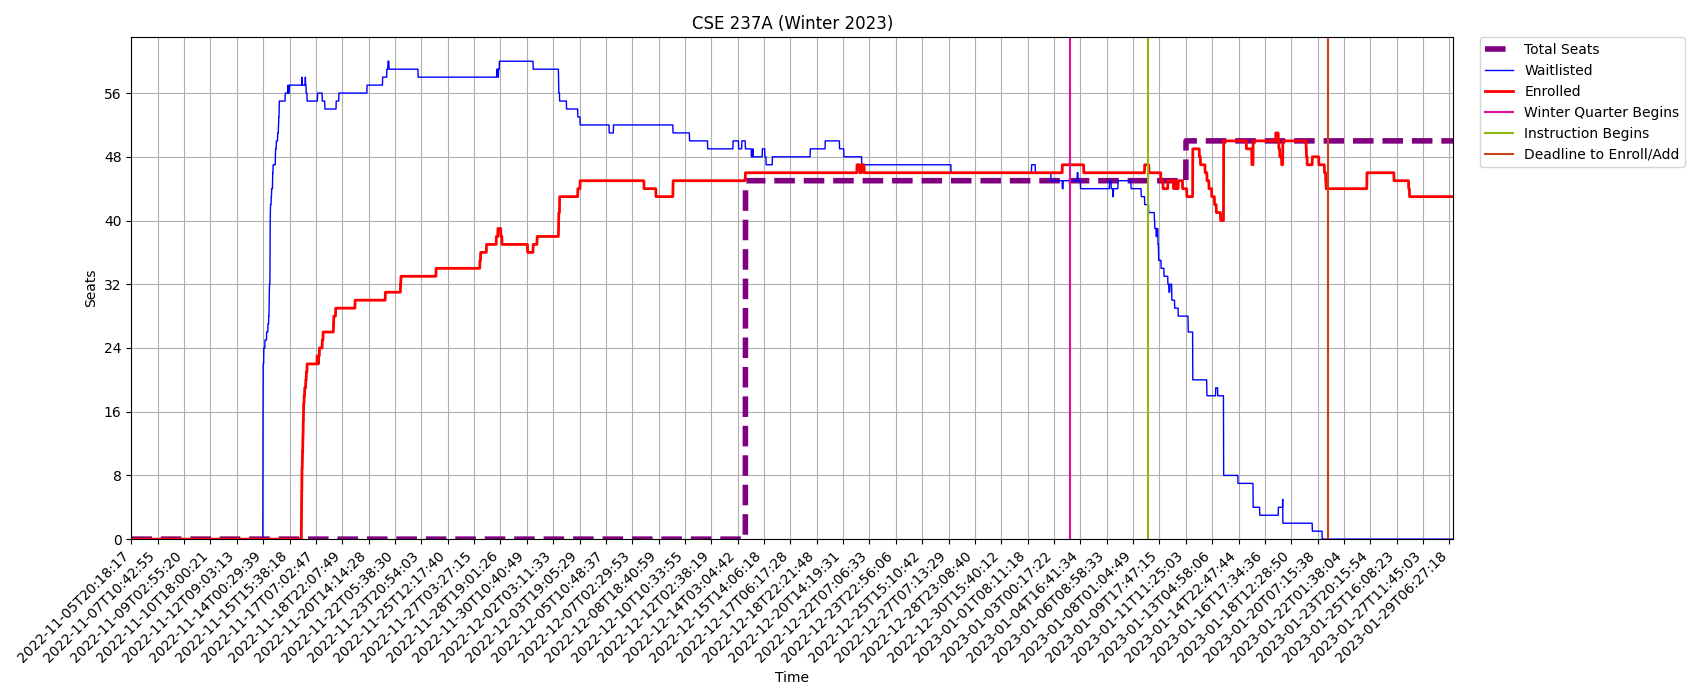 CSE 237A (Winter 2023)
Total Seats
Waitlisted
Enrolled
Winter Quarter Begins
Instruction Begins
Deadline to Enroll/Add
Seats
56
48
40
32
24
16
8
0
2022-11-05T20:18:17
2022-11-07T10:42:55
2022-11-09T02:55:20
2022-11-10T18:00:21
2022-11-12T09:03:13
2022-11-14T00:29:39
2022-11-15T15:38:18
2022-11-17T07:02:47
2022-11-18T22:07:49
2022-11-20T14:14:28
2022-11-22T05:38:30
2022-11-23T20:54:03
2022-11-25T12:17:40
2022-11-27T03:27:15
2022-11-28T19:01:26
2022-11-30T10:40:49
2022-12-02T03:11:33
2022-12-03T19:05:29
2022-12-05T10:48:37
2022-12-07T02:29:53
2022-12-08T18:40:59
2022-12-10T10:33:55
2022-12-12T02:38:19
2022-12-14T03:04:42
2022-12-15T14:06:18
2022-12-17T06:17:28
2022-12-18T22:21:48
2022-12-20T14:19:31
2022-12-22T07:06:33
2022-12-23T22:56:06
2022-12-25T15:10:42
2022-12-27T07:13:29
2022-12-28T23:08:40
2022-12-30T15:40:12
2023-01-01T08:11:18
2023-01-03T00:17:22
2023-01-04T16:41:34
2023-01-06T08:58:33
2023-01-08T01:04:49
2023-01-09T17:47:15
2023-01-11T11:25:03
2023-01-13T04:58:06
2023-01-14T22:47:44
2023-01-16T17:34:36
2023-01-18T12:28:50
2023-01-20T07:15:38
2023-01-22T01:38:04
2023-01-23T20:15:54
2023-01-25T16:08:23
2023-01-27T11:45:03
2023-01-29T06:27:18
Time